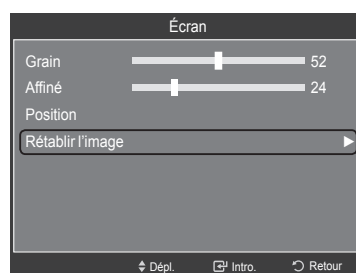 Écran
Grain 52
Affiné 24
Position
Rétablir l'image
Dépl. Intro. Retour